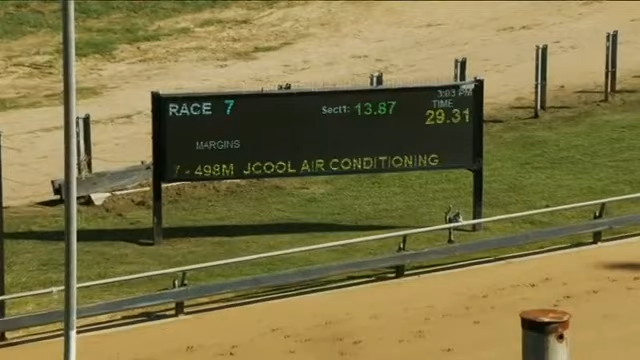 RACE 7 Sect1: 13.87 3:03 PM
TIME
29.31
MARGINS
7 - 498M JCOOL AIR CONDITIONING